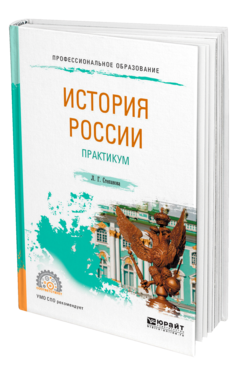 ПРОФЕССИОНАЛЬНОЕ ОБРАЗОВАНИЕ
ИСТОРИЯ
РОССИИ
ПРАКТИКУМ
Л. Г. Степанова
УМО СПО рекомендует
юрайт